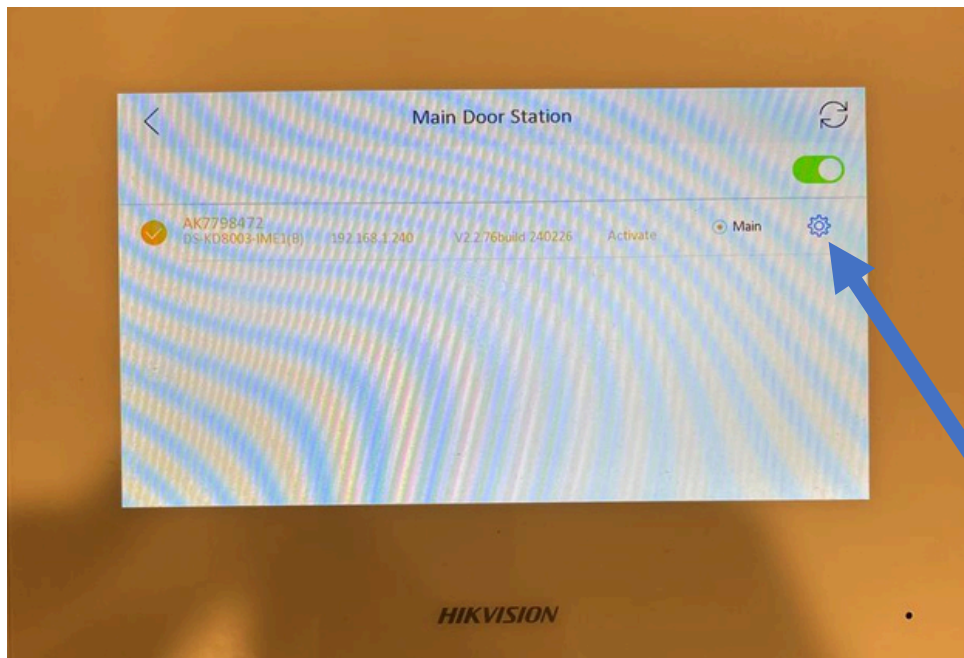 Main Door Station
AK7798472
DS-KD8003-IME1(B) 192.168.1.240 V2.2.76build 240226 Activate Main
HIKVISION